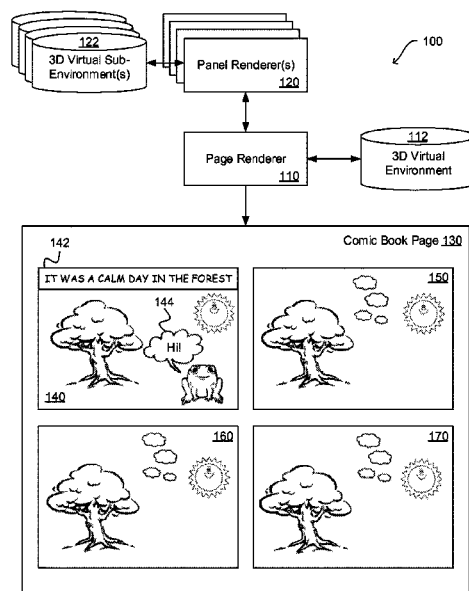 122
3D Virtual Sub-
Environment(s)
Panel Renderer(s)
120
100
Page Renderer
110
112
3D Virtual
Environment
Comic Book Page 130
142
IT WAS A CALM DAY IN THE FOREST
144
Hi!
140
150
160
170